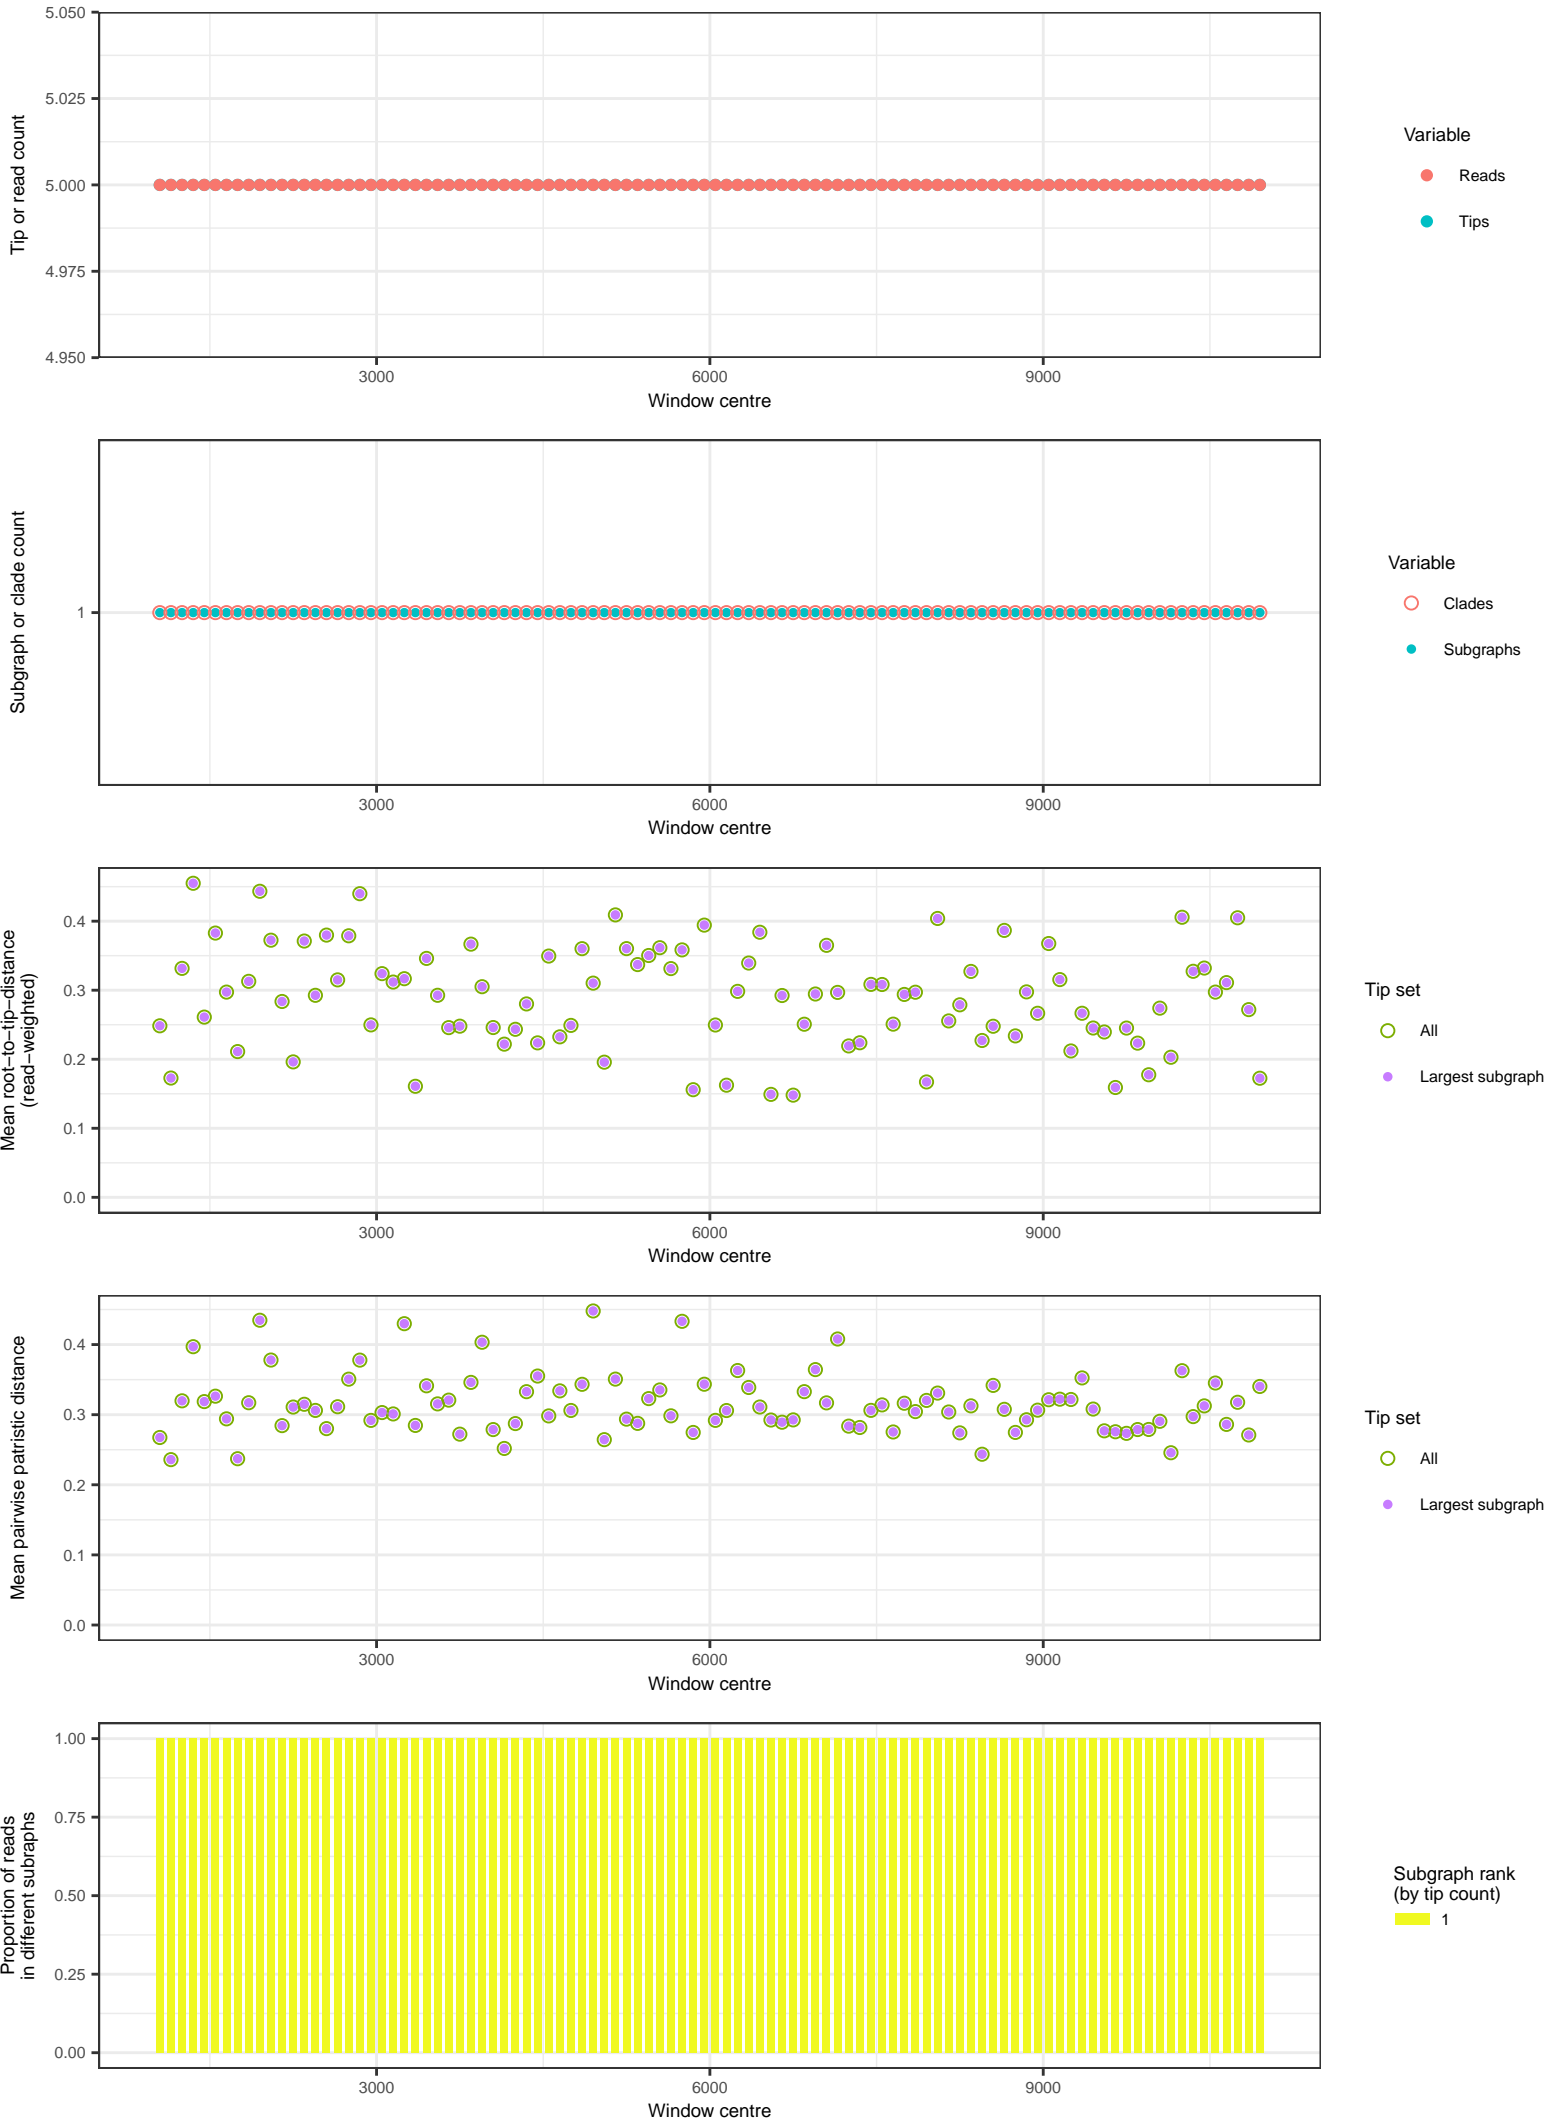 5.050
5.025
5.000
4.975
4.950
Tip or read count
3000 6000 9000
Window centre
Variable
Reads
Tips
Subgraph or clade count
1
3000 6000 9000
Window centre
Variable
Clades
Subgraphs
Mean root−to−tip−distance
(read−weighted)
0.4
0.3
0.2
0.1
0.0
3000 6000 9000
Window centre
Tip set
All
Largest subgraph
Mean pairwise patristic distance
0.4
0.3
0.2
0.1
0.0
3000 6000 9000
Window centre
Tip set
All
Largest subgraph
Proportion of reads
in different subraphs
1.00
0.75
0.50
0.25
0.00
3000 6000 9000
Window centre
Subgraph rank
(by tip count)
1